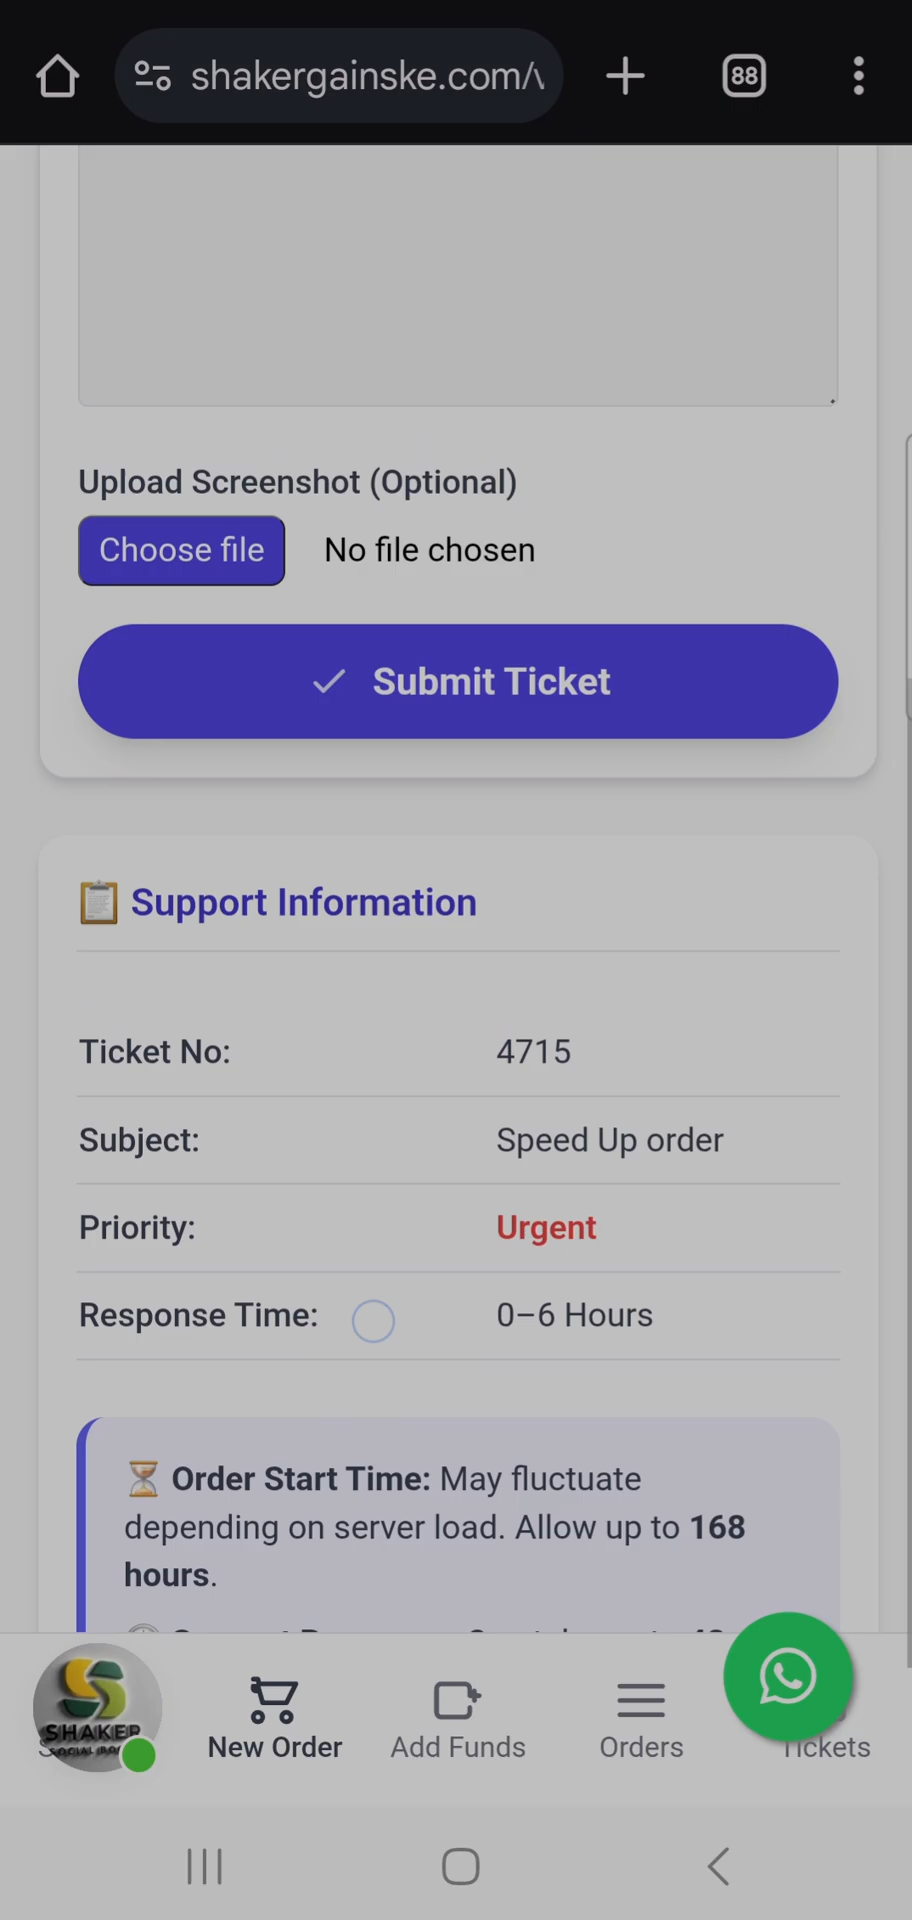 shakergainske.com/
88
Upload Screenshot (Optional)
Choose file
No file chosen
Submit Ticket
Support Information
Ticket No:
4715
Subject:
Speed Up order
Priority:
Urgent
Response Time:
0–6 Hours
Order Start Time: May fluctuate
depending on server load. Allow up to 168
hours.
SHAKER
New Order
Add Funds
Orders
Tickets